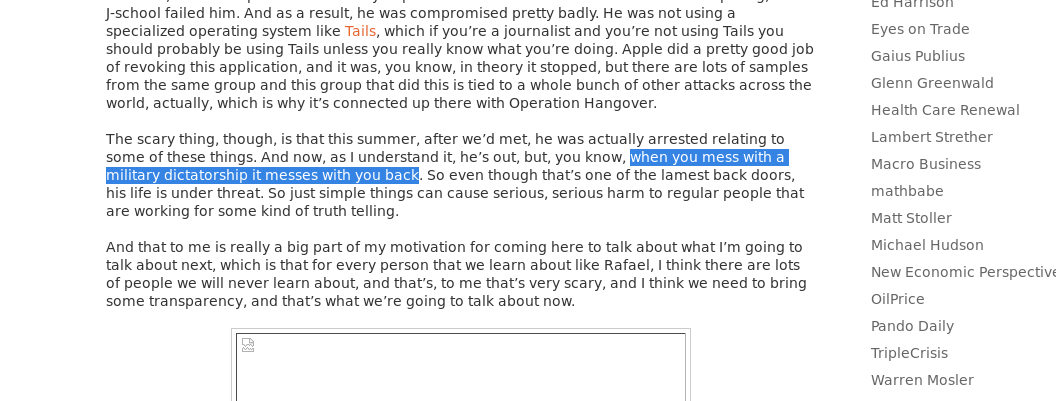 J-school failed him. And as a result, he was compromised pretty badly. He was not using a
specialized operating system like Tails, which if you’re a journalist and you’re not using Tails you
should probably be using Tails unless you really know what you’re doing. Apple did a pretty good job
of revoking this application, and it was, you know, in theory it stopped, but there are lots of samples
from the same group and this group that did this is tied to a whole bunch of other attacks across the
world, actually, which is why it’s connected up there with Operation Hangover.
The scary thing, though, is that this summer, after we’d met, he was actually arrested relating to
some of these things. And now, as I understand it, he’s out, but, you know, when you mess with a
military dictatorship it messes with you back. So even though that’s one of the lamest back doors,
his life is under threat. So just simple things can cause serious, serious harm to regular people that
are working for some kind of truth telling.
And that to me is really a big part of my motivation for coming here to talk about what I’m going to
talk about next, which is that for every person that we learn about like Rafael, I think there are lots
of people we will never learn about, and that’s, to me that’s very scary, and I think we need to bring
some transparency, and that’s what we’re going to talk about now.
Ed Harrison
Eyes on Trade
Gaius Publius
Glenn Greenwald
Health Care Renewal
Lambert Strether
Macro Business
mathbabe
Matt Stoller
Michael Hudson
New Economic Perspective
OilPrice
Pando Daily
TripleCrisis
Warren Mosler